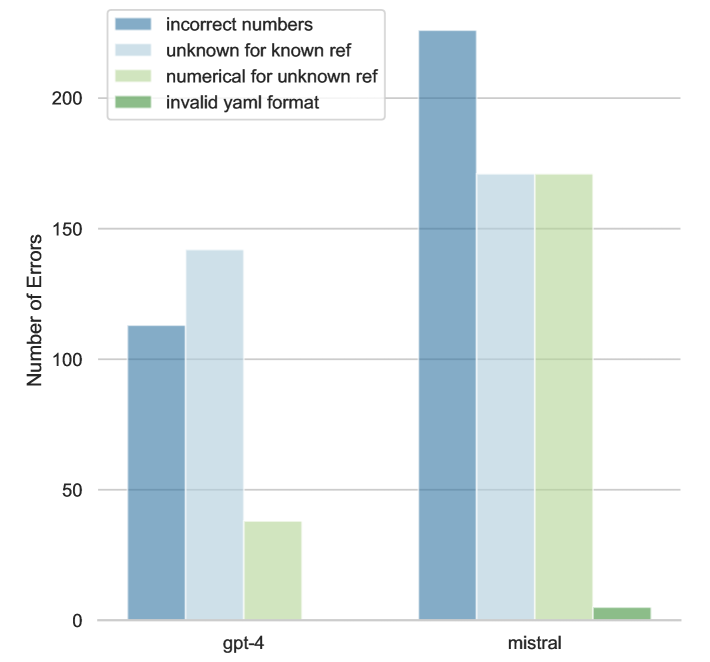 incorrect numbers
unknown for known ref
numerical for unknown ref
invalid yaml format
Number of Errors
200
150
100
50
0
gpt-4
mistral